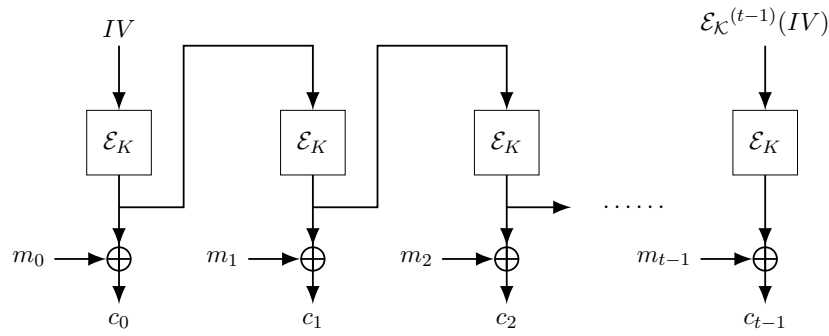 IV ℰ_𝒦^(t−1)(IV)
ℰ_K ℰ_K ℰ_K ℰ_K
......
m_0 m_1 m_2 m_{t−1}
c_0 c_1 c_2 c_{t−1}